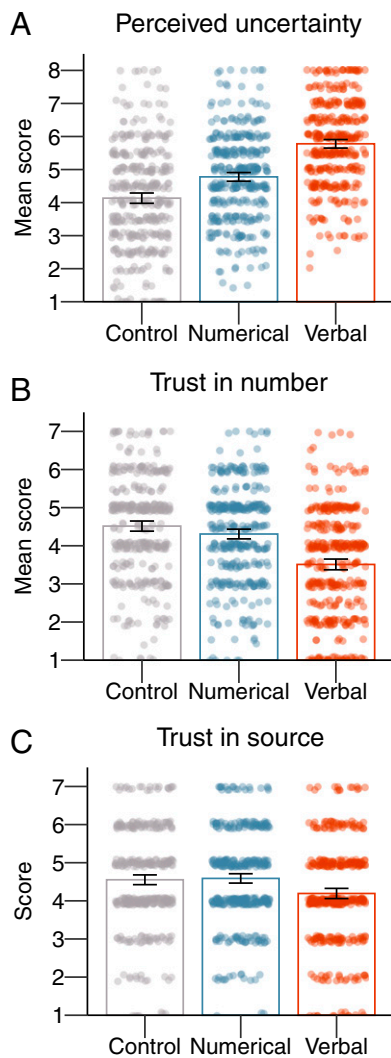 A
Perceived uncertainty
Mean score
8
7
6
5
4
3
2
1
Control Numerical Verbal
B
Trust in number
Mean score
7
6
5
4
3
2
1
Control Numerical Verbal
C
Trust in source
Score
7
6
5
4
3
2
1
Control Numerical Verbal